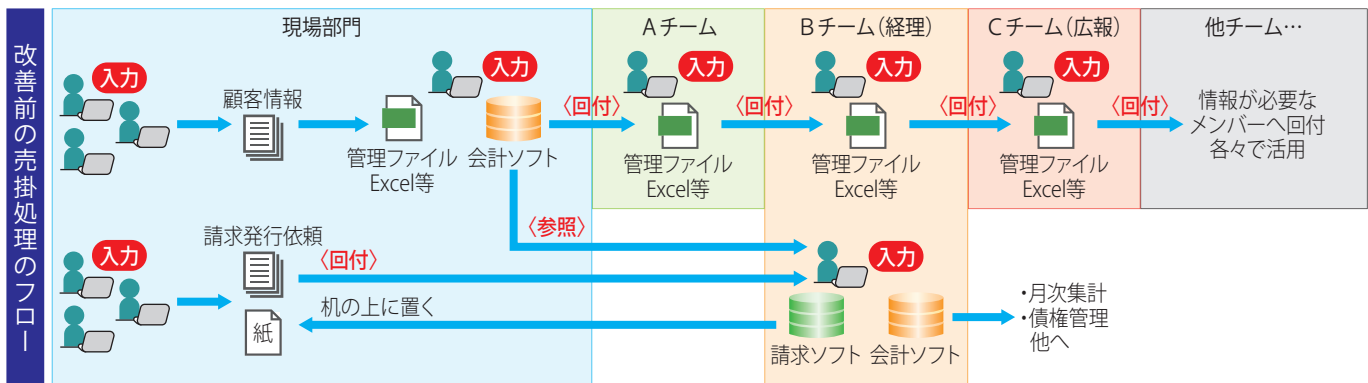 改善前の売掛処理のフロー
現場部門
Aチーム
Bチーム(経理)
Cチーム(広報)
他チーム…
入力
顧客情報
入力
管理ファイル
Excel等
会計ソフト
〈回付〉
入力
管理ファイル
Excel等
〈回付〉
入力
管理ファイル
Excel等
〈回付〉
入力
管理ファイル
Excel等
〈回付〉
情報が必要な
メンバーへ回付
各々で活用
〈参照〉
入力
請求発行依頼
〈回付〉
入力
机の上に置く
紙
請求ソフト
会計ソフト
・月次集計
・債権管理
他へ